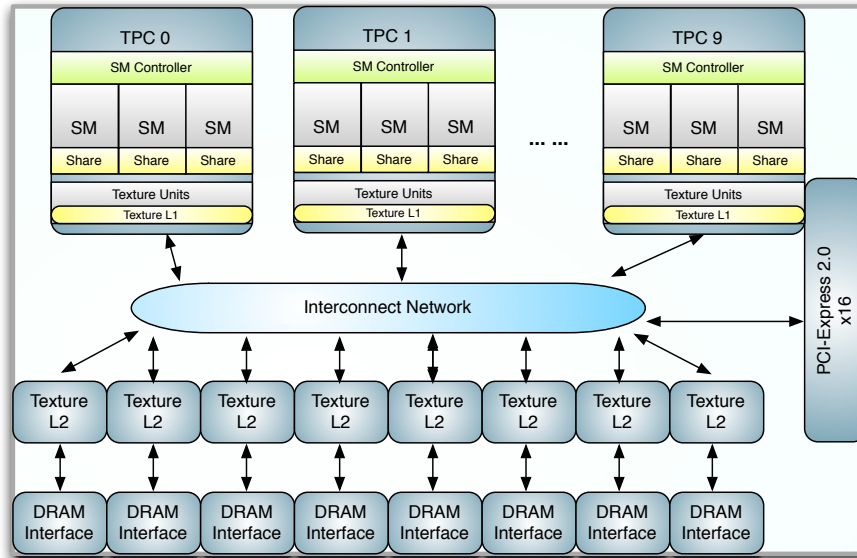 TPC 0
SM Controller
SM SM SM
Share Share Share
Texture Units
Texture L1
TPC 1
SM Controller
SM SM SM
Share Share Share
Texture Units
Texture L1
... ...
TPC 9
SM Controller
SM SM SM
Share Share Share
Texture Units
Texture L1
PCI-Express 2.0
x16
Interconnect Network
Texture Texture Texture Texture Texture Texture Texture Texture
L2 L2 L2 L2 L2 L2 L2 L2
DRAM DRAM DRAM DRAM DRAM DRAM DRAM DRAM
Interface Interface Interface Interface Interface Interface Interface Interface